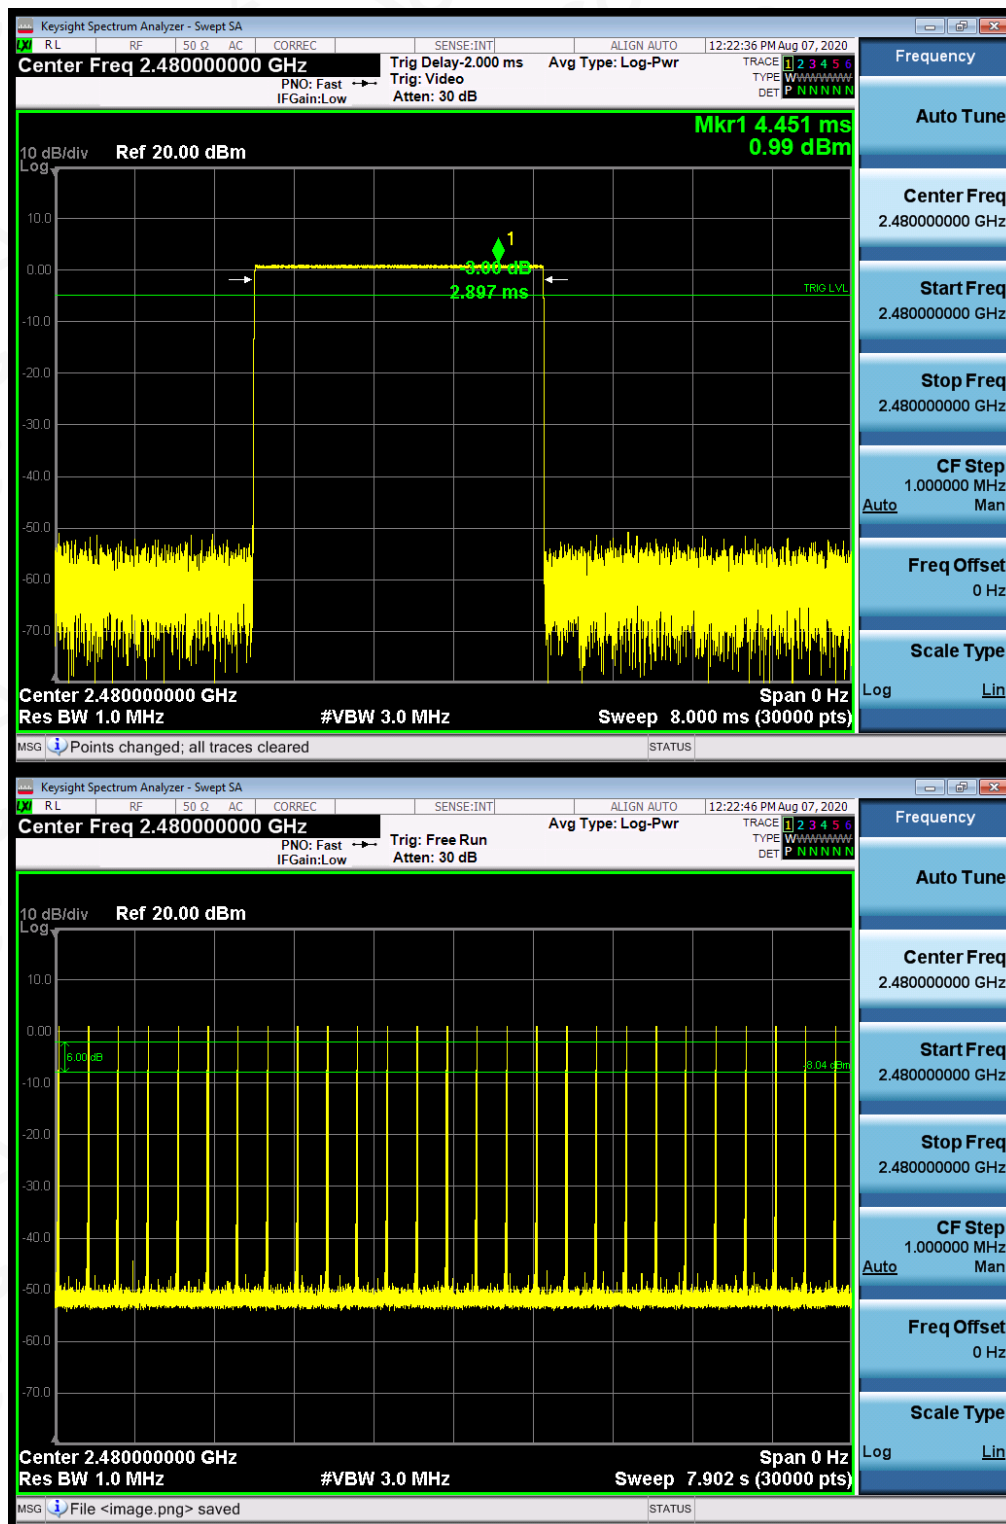 Keysight Spectrum Analyzer - Swept SA
LXI RL RF 50 Ω AC CORREC SENSE:INT ALIGN AUTO 12:22:36 PM Aug 07, 2020
Center Freq 2.480000000 GHz
PNO: Fast
IFGain:Low
Trig Delay-2.000 ms
Trig: Video
Atten: 30 dB
Avg Type: Log-Pwr
TRACE 1 2 3 4 5 6
TYPE WWWWWW
DET P N N N N N
Frequency
Auto Tune
Center Freq
2.480000000 GHz
Start Freq
2.480000000 GHz
Stop Freq
2.480000000 GHz
CF Step
1.000000 MHz
Auto Man
Freq Offset
0 Hz
Scale Type
Log Lin
Mkr1 4.451 ms
0.99 dBm
10 dB/div Ref 20.00 dBm
Log
10.0
0.00
-10.0
-20.0
-30.0
-40.0
-50.0
-60.0
-70.0
1
-3.00 dB
2.897 ms
TRIG LVL
Center 2.480000000 GHz Span 0 Hz
Res BW 1.0 MHz #VBW 3.0 MHz Sweep 8.000 ms (30000 pts)
MSG Points changed; all traces cleared STATUS
Keysight Spectrum Analyzer - Swept SA
LXI RL RF 50 Ω AC CORREC SENSE:INT ALIGN AUTO 12:22:46 PM Aug 07, 2020
Center Freq 2.480000000 GHz
PNO: Fast
IFGain:Low
Trig: Free Run
Atten: 30 dB
Avg Type: Log-Pwr
TRACE 1 2 3 4 5 6
TYPE WWWWWW
DET P N N N N N
Frequency
Auto Tune
Center Freq
2.480000000 GHz
Start Freq
2.480000000 GHz
Stop Freq
2.480000000 GHz
CF Step
1.000000 MHz
Auto Man
Freq Offset
0 Hz
Scale Type
Log Lin
10 dB/div Ref 20.00 dBm
Log
10.0
0.00
-10.0
-20.0
-30.0
-40.0
-50.0
-60.0
-70.0
6.00 dB
-8.04 dBm
Center 2.480000000 GHz Span 0 Hz
Res BW 1.0 MHz #VBW 3.0 MHz Sweep 7.902 s (30000 pts)
MSG File <image.png> saved STATUS